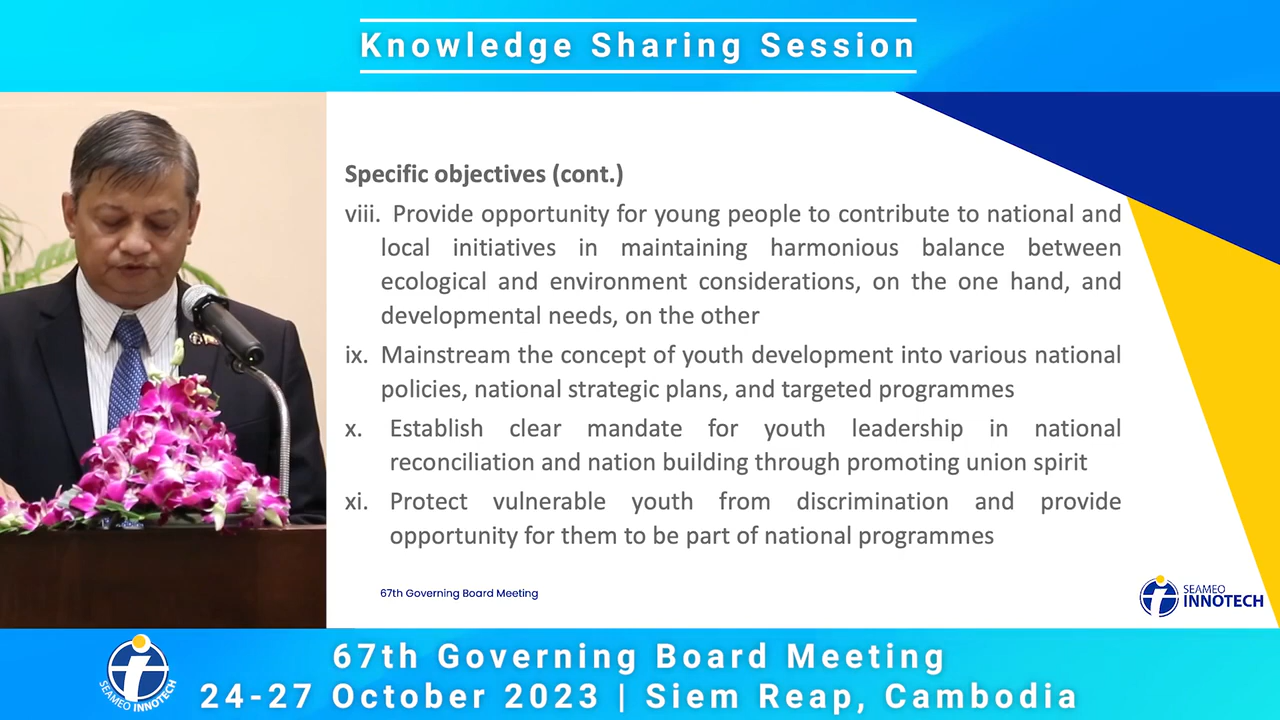 Knowledge Sharing Session
Specific objectives (cont.)
viii. Provide opportunity for young people to contribute to national and
local initiatives in maintaining harmonious balance between
ecological and environment considerations, on the one hand, and
developmental needs, on the other
ix. Mainstream the concept of youth development into various national
policies, national strategic plans, and targeted programmes
x. Establish clear mandate for youth leadership in national
reconciliation and nation building through promoting union spirit
xi. Protect vulnerable youth from discrimination and provide
opportunity for them to be part of national programmes
67th Governing Board Meeting
SEAMEO
INNOTECH
SEAMEO INNOTECH
67th Governing Board Meeting
24-27 October 2023 | Siem Reap, Cambodia